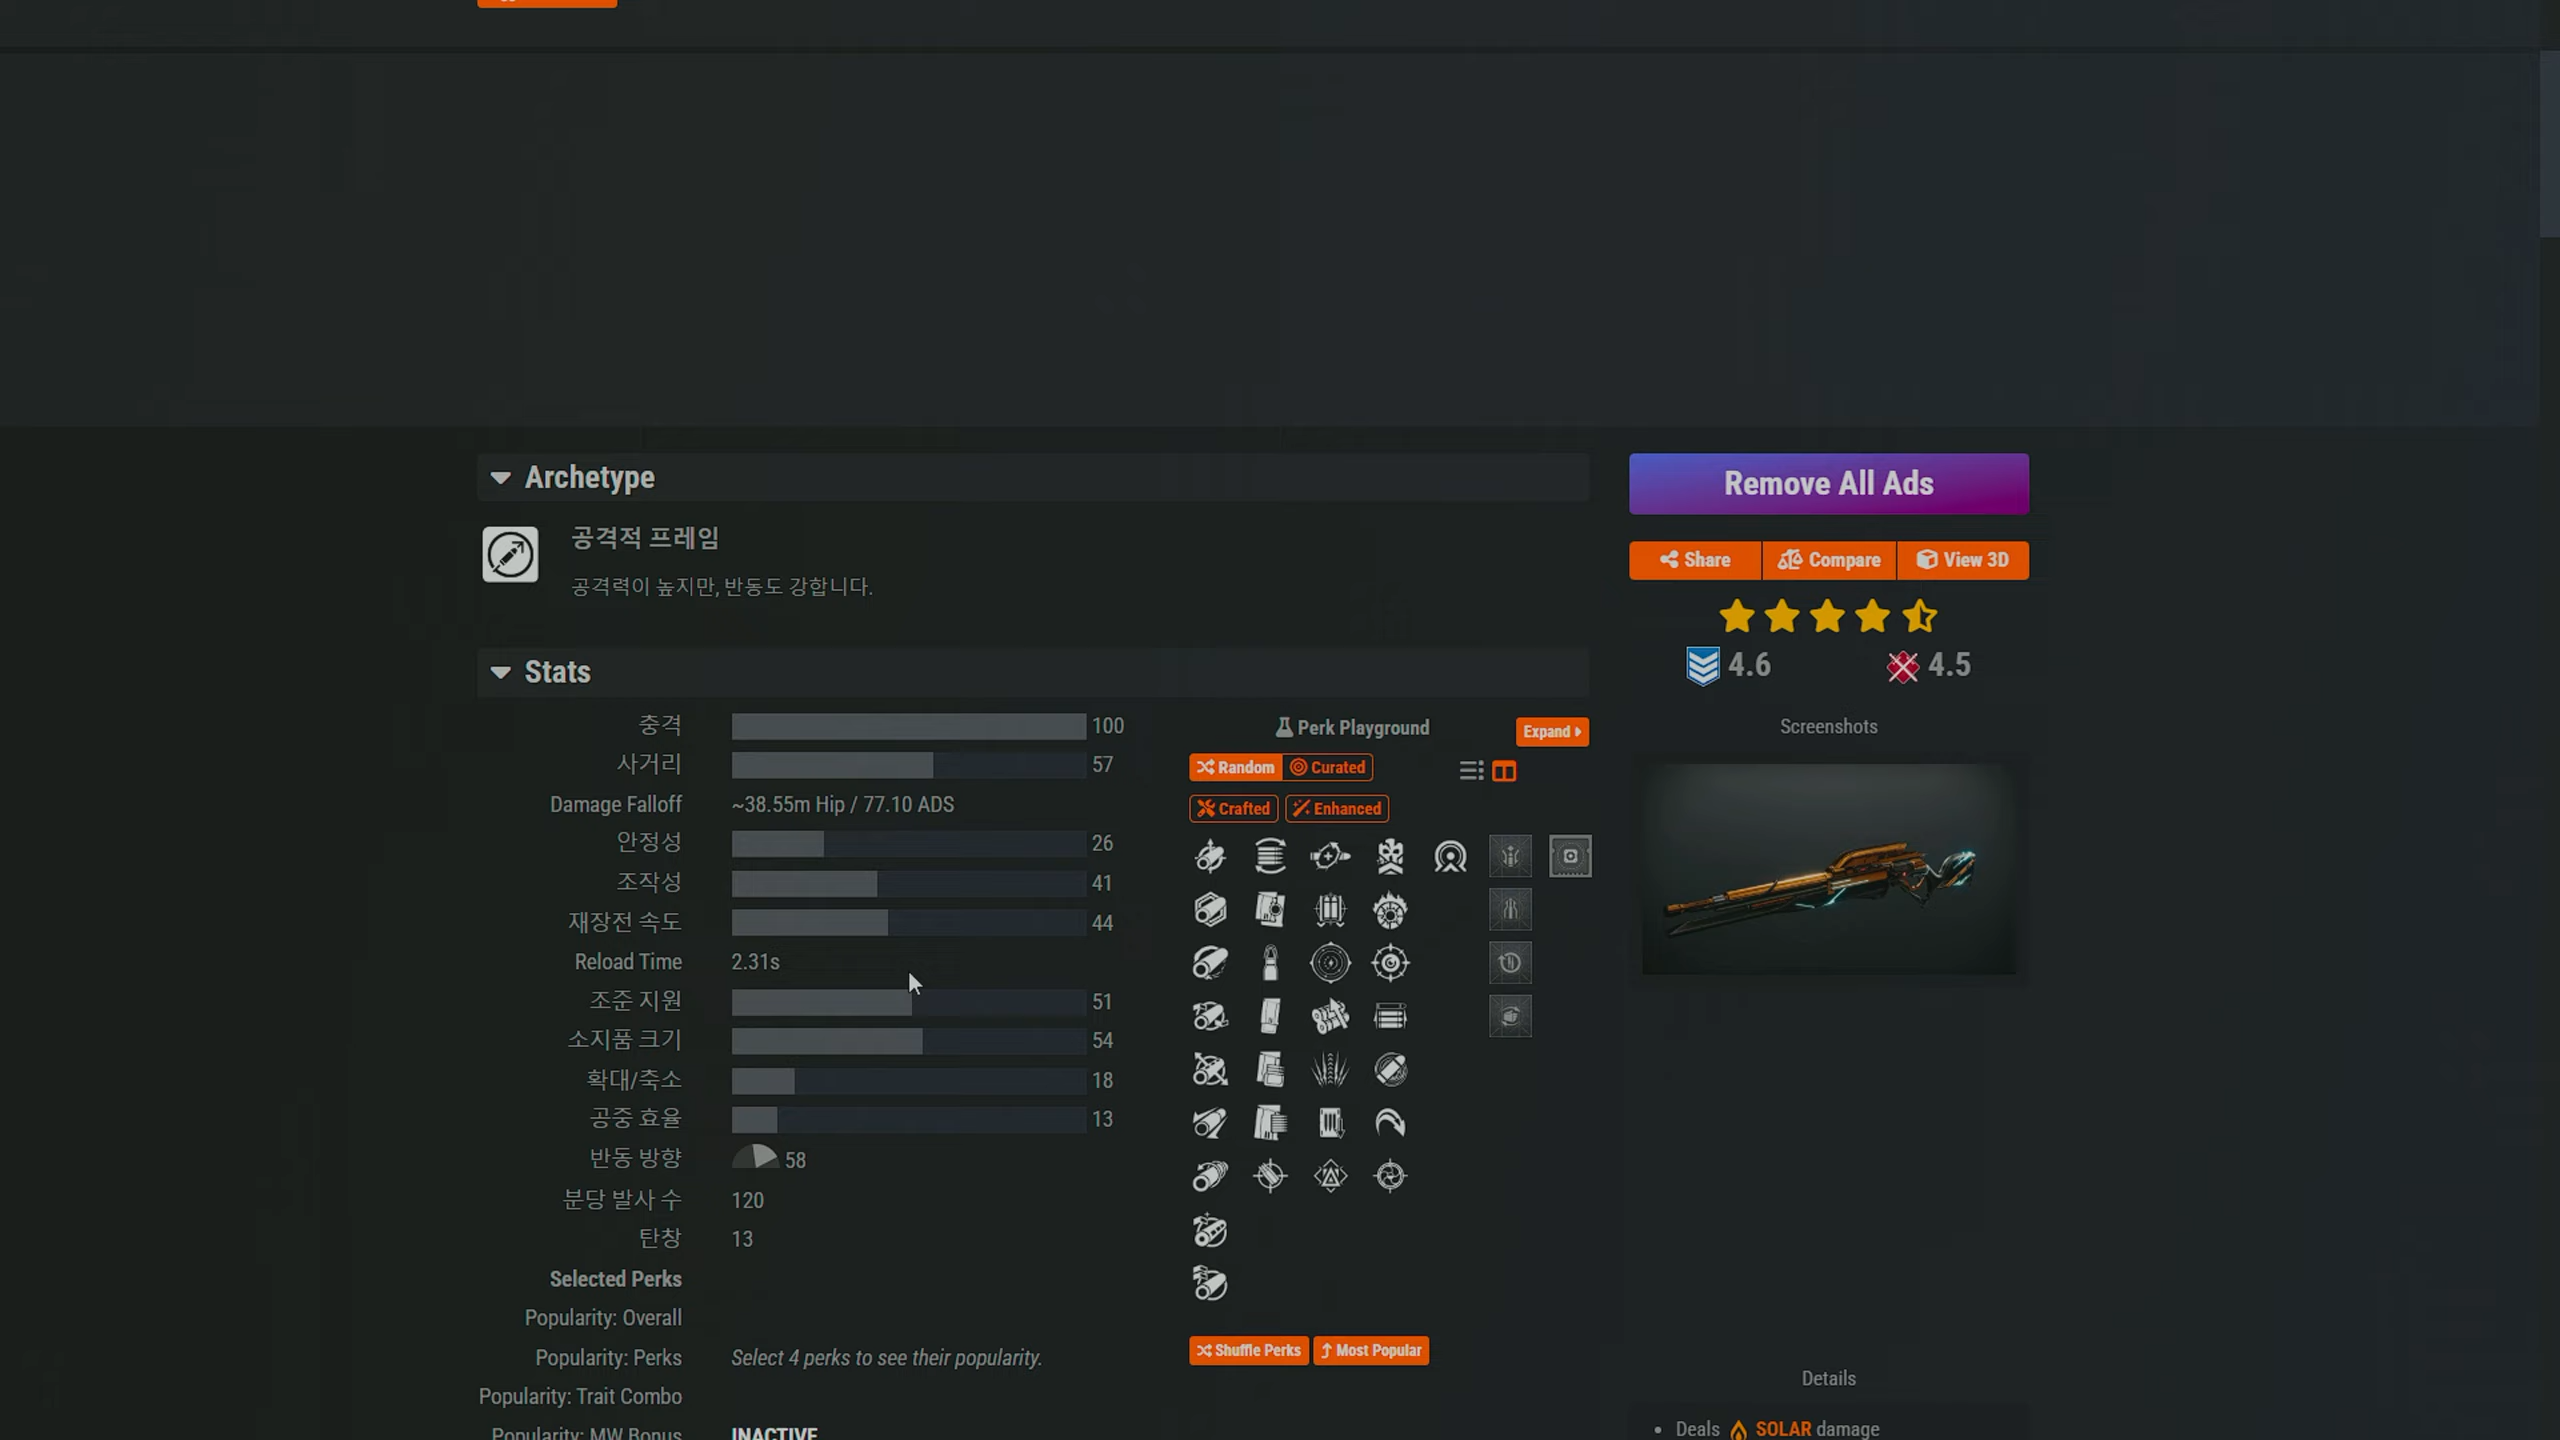 Archetype
공격적 프레임
공격력이 높지만, 반동도 강합니다.
Stats
충격 100
사거리 57
Damage Falloff ~38.55m Hip / 77.10 ADS
안정성 26
조작성 41
재장전 속도 44
Reload Time 2.31s
조준 지원 51
소지품 크기 54
확대/축소 18
공중 효율 13
반동 방향 58
분당 발사 수 120
탄창 13
Selected Perks
Popularity: Overall
Popularity: Perks Select 4 perks to see their popularity.
Popularity: Trait Combo
Popularity: MW Bonus INACTIVE
Perk Playground
Expand
Random Curated
Crafted Enhanced
Shuffle Perks Most Popular
Remove All Ads
Share Compare View 3D
4.6 4.5
Screenshots
Details
• Deals SOLAR damage